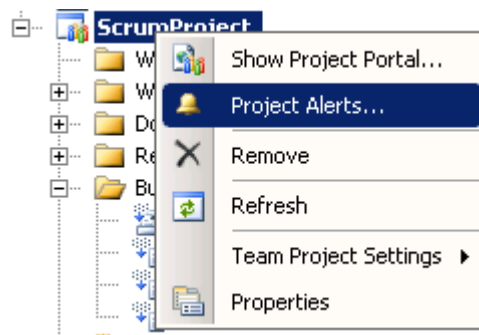 ScrumProject
Show Project Portal...
Project Alerts...
Remove
Refresh
Team Project Settings
Properties